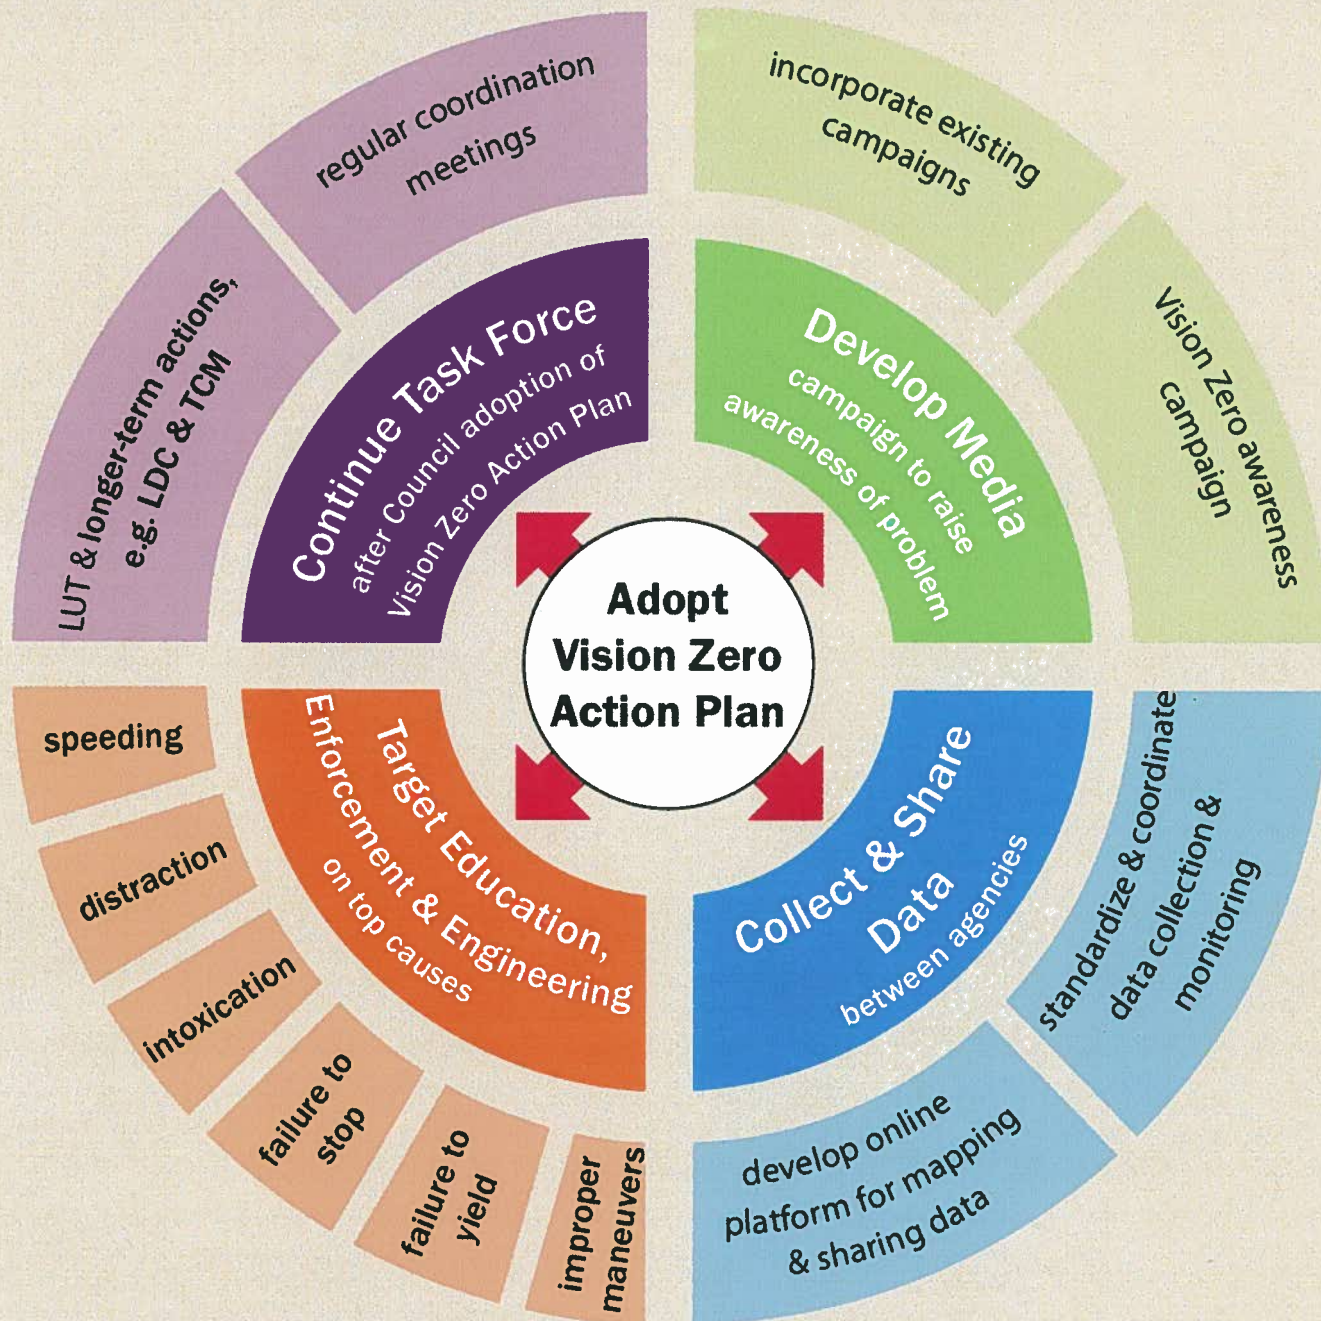 regular coordination
meetings
LUT & longer-term actions,
e.g. LDC & TCM
Continue Task Force
after Council adoption of
Vision Zero Action Plan
incorporate existing
campaigns
Vision Zero awareness
campaign
Develop Media
campaign to raise
awareness of problem
Adopt
Vision Zero
Action Plan
Target Education,
Enforcement & Engineering
on top causes
speeding
distraction
intoxication
failure to
stop
failure to
yield
improper
maneuvers
Collect & Share
Data
between agencies
standardize & coordinate
data collection &
monitoring
develop online
platform for mapping
& sharing data